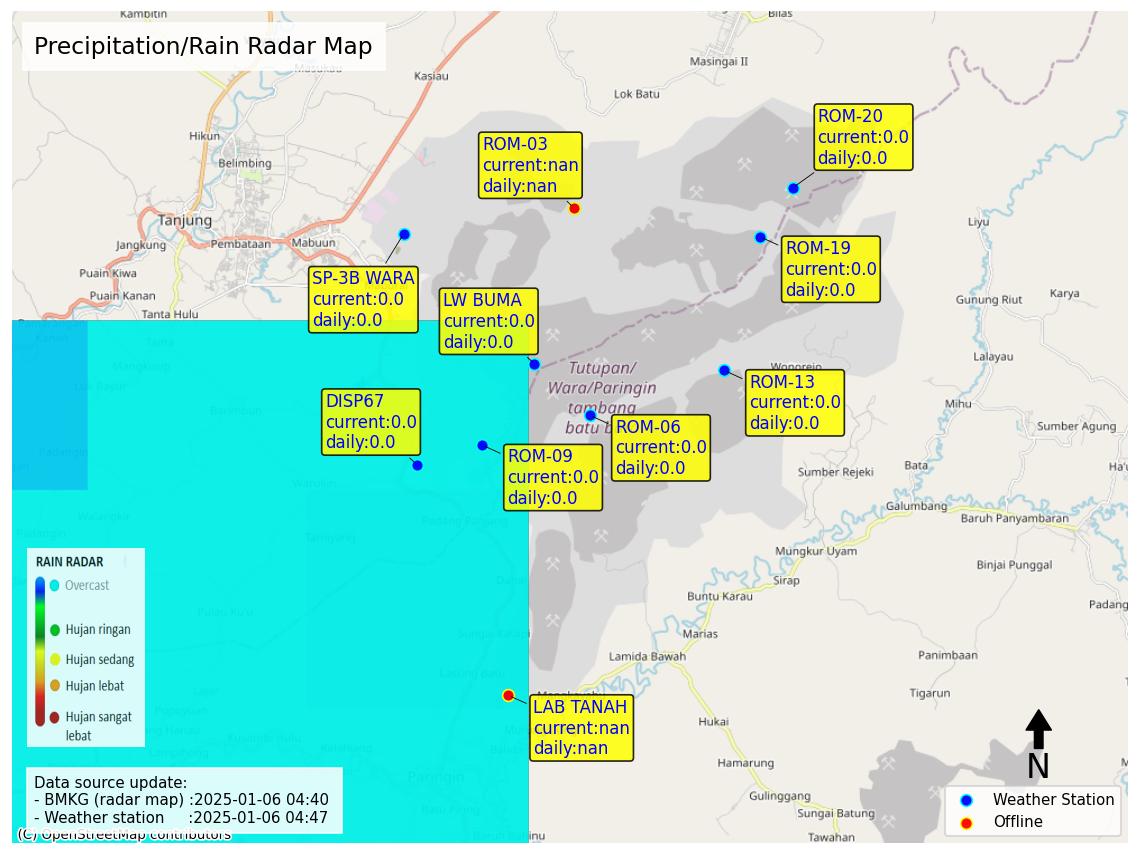 Kambitin
Bilas
Precipitation/Rain Radar Map
Masukau
Kasiau
Masingai II
Lok Batu
Hikun
Belimbing
ROM-03
current:nan
daily:nan
ROM-20
current:0.0
daily:0.0
Tanjung
Jangkung
Pembataan
Mabuun
Liyu
Puain Kiwa
Puain Kanan
Tanta Hulu
SP-3B WARA
current:0.0
daily:0.0
LW BUMA
current:0.0
daily:0.0
ROM-19
current:0.0
daily:0.0
Gunung Riut
Karya
Kanan
Lalayau
Tutupan/
Wara/Paringin
tambang
batu
Wonorejo
ROM-13
current:0.0
daily:0.0
Mihu
DISP67
current:0.0
daily:0.0
ROM-06
current:0.0
daily:0.0
ROM-09
current:0.0
daily:0.0
Sumber Agung
Sumber Rejeki
Bata
Galumbang
Baruh Panyambaran
Mungkur Uyam
Binjai Punggal
Sirap
Buntu Karau
Padang
RAIN RADAR
Overcast
Hujan ringan
Hujan sedang
Hujan lebat
Hujan sangat
lebat
Marias
Lamida Bawah
Panimbaan
Tigarun
LAB TANAH
current:nan
daily:nan
Hukai
Hamarung
Paringin
Gulinggang
Sungai Batung
Tawahan
N
Weather Station
Offline
Data source update:
- BMKG (radar map) :2025-01-06 04:40
- Weather station :2025-01-06 04:47
(C) OpenStreetMap contributors